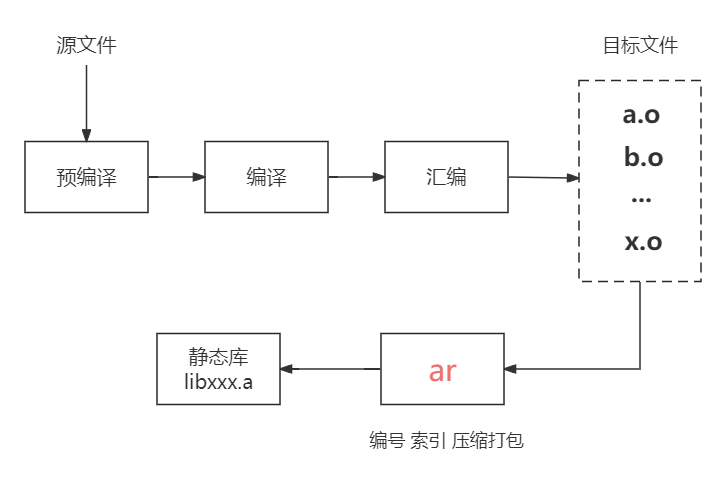 源文件
目标文件
预编译
编译
汇编
a.o
b.o
...
x.o
静态库
libxxx.a
ar
编号 索引 压缩打包